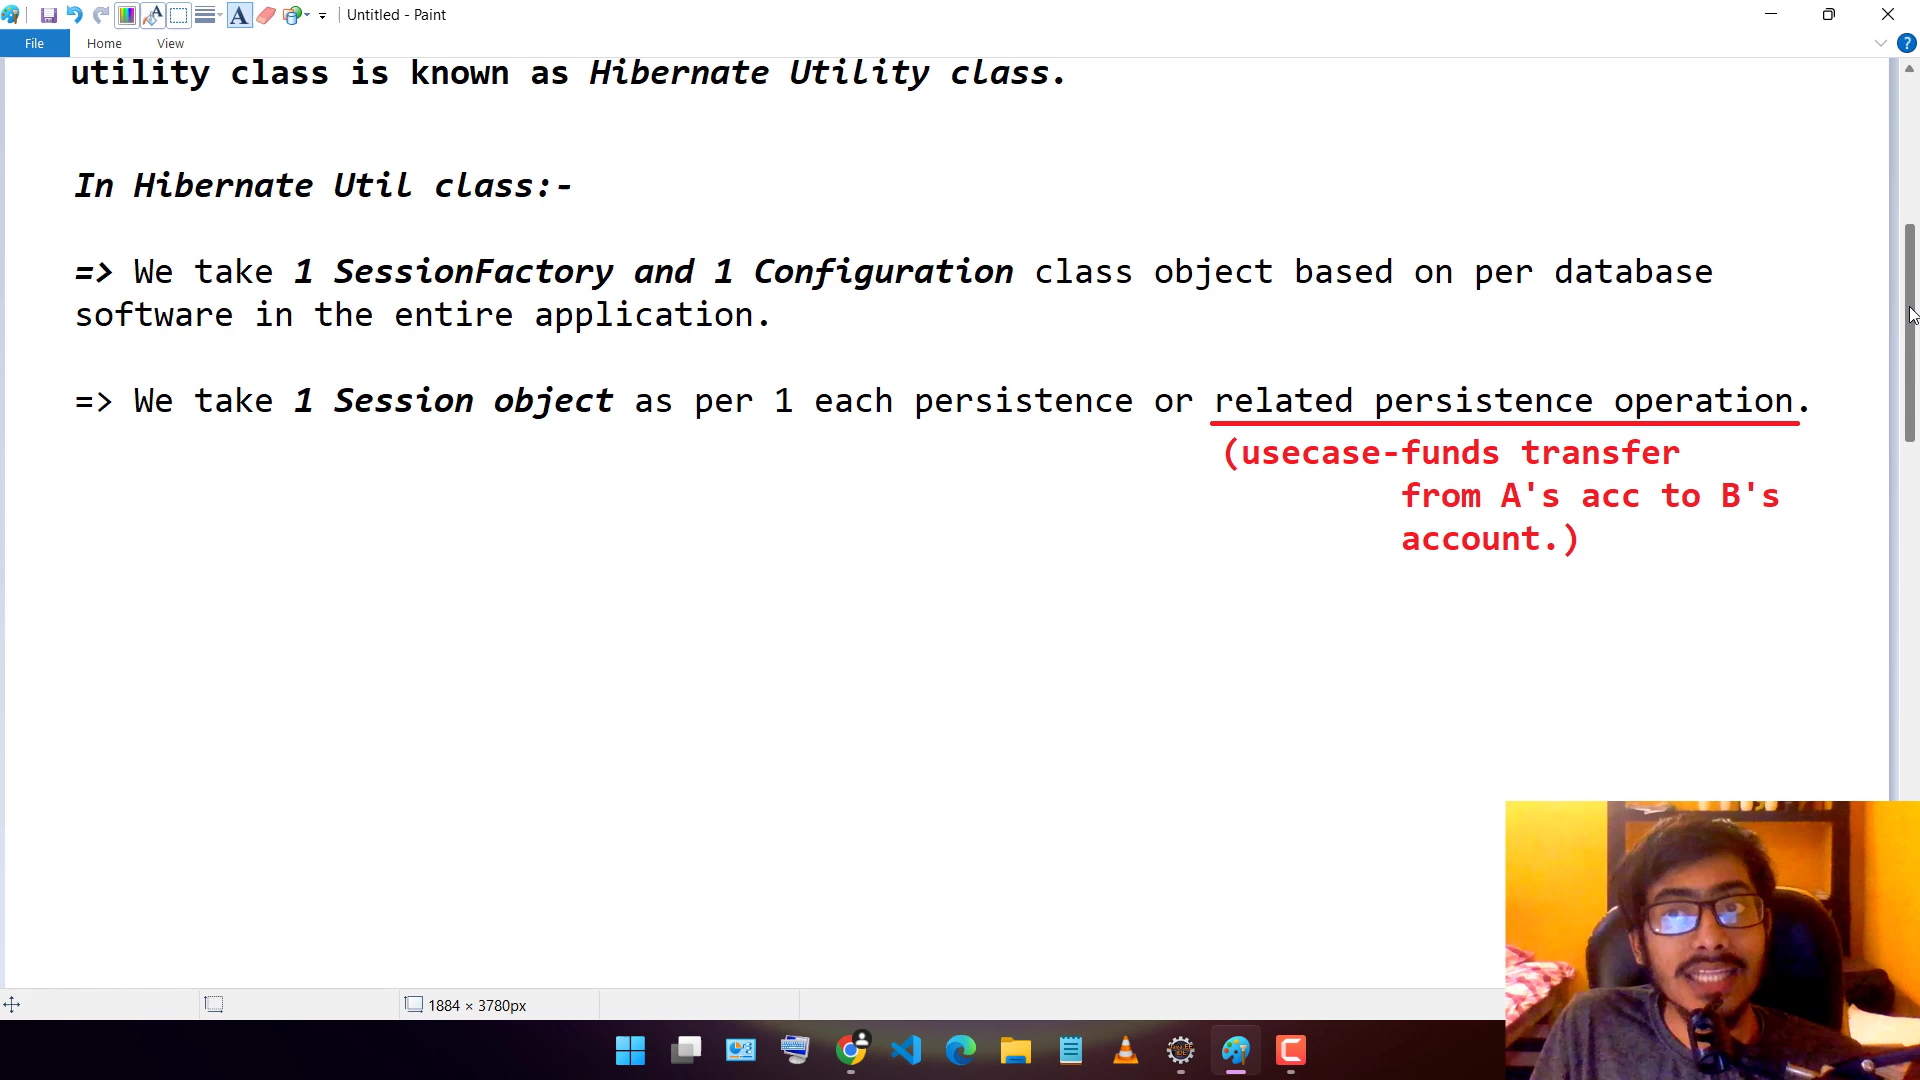 Untitled - Paint
File Home View
utility class is known as Hibernate Utility class.
In Hibernate Util class:-
=> We take 1 SessionFactory and 1 Configuration class object based on per database
software in the entire application.
=> We take 1 Session object as per 1 each persistence or related persistence operation.
(usecase-funds transfer
from A's acc to B's
account.)
1884 × 3780px